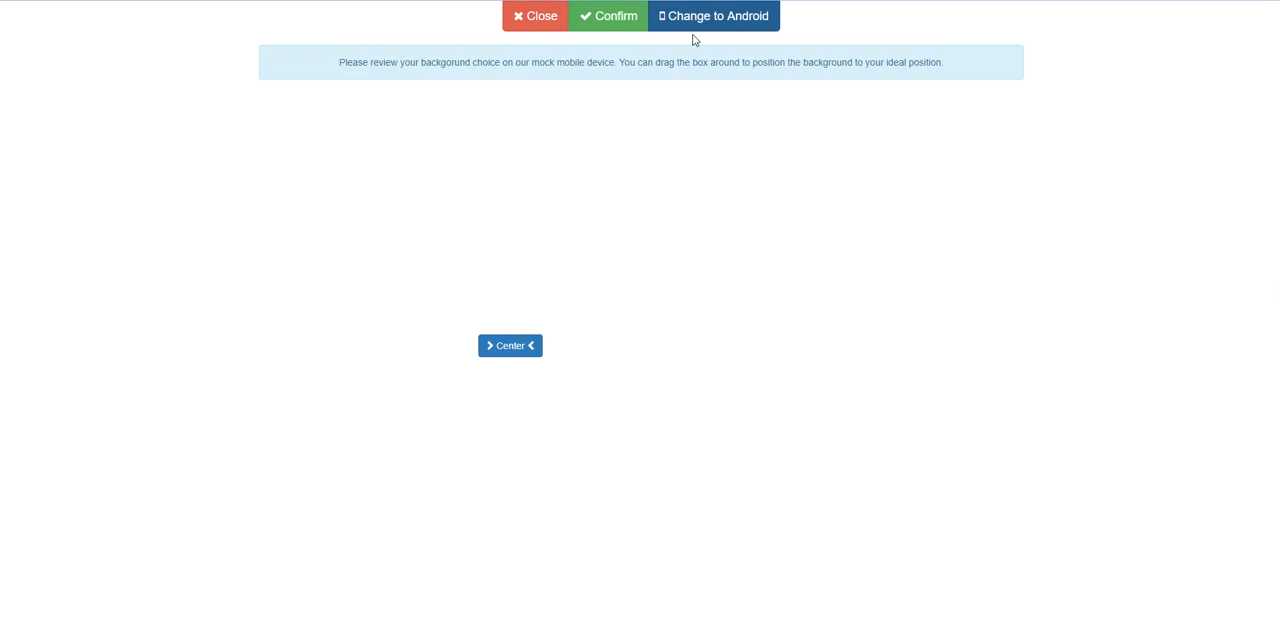 Close Confirm Change to Android
Please review your backgorund choice on our mock mobile device. You can drag the box around to position the background to your ideal position.
Center